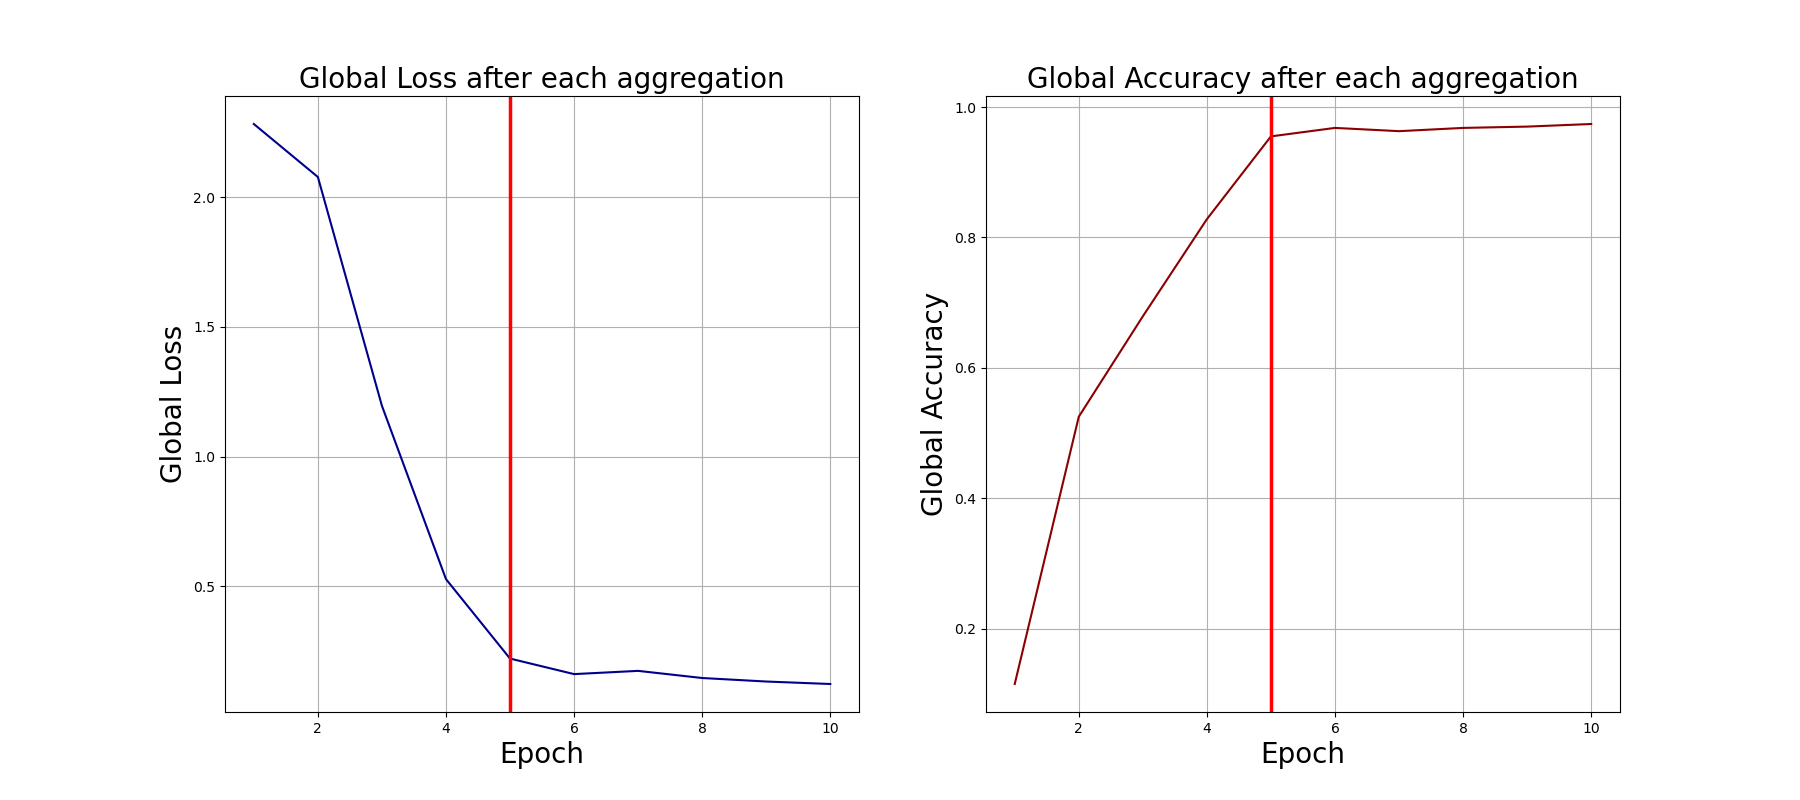 Global Loss after each aggregation
Global Loss
2.0
1.5
1.0
0.5
2 4 6 8 10
Epoch
Global Accuracy after each aggregation
Global Accuracy
1.0
0.8
0.6
0.4
0.2
2 4 6 8 10
Epoch